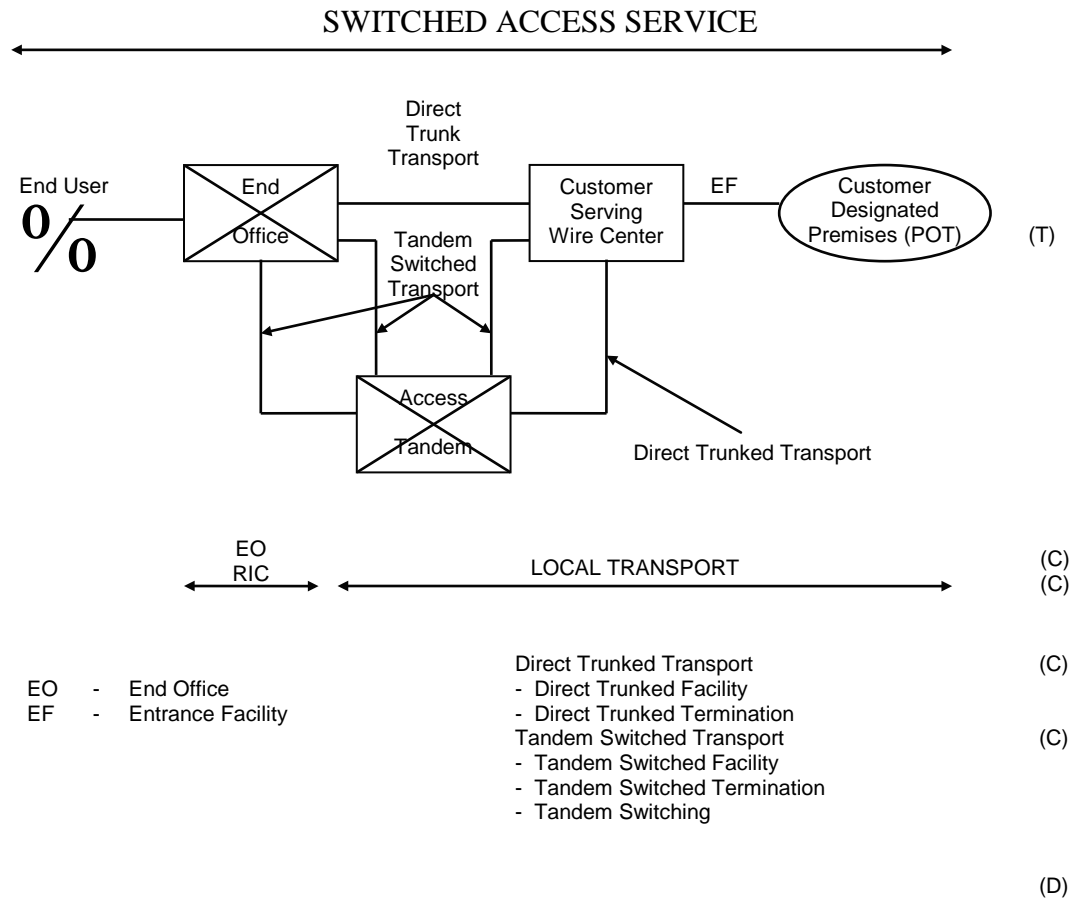 SWITCHED ACCESS SERVICE
Direct
Trunk
Transport
End User
%
End
Office
Customer
Serving
Wire Center
EF
Customer
Designated
Premises (POT)
(T)
Tandem
Switched
Transport
Access
Tandem
Direct Trunked Transport
EO
RIC
LOCAL TRANSPORT
(C)
(C)
EO - End Office
EF - Entrance Facility
Direct Trunked Transport (C)
- Direct Trunked Facility
- Direct Trunked Termination
Tandem Switched Transport (C)
- Tandem Switched Facility
- Tandem Switched Termination
- Tandem Switching
(D)